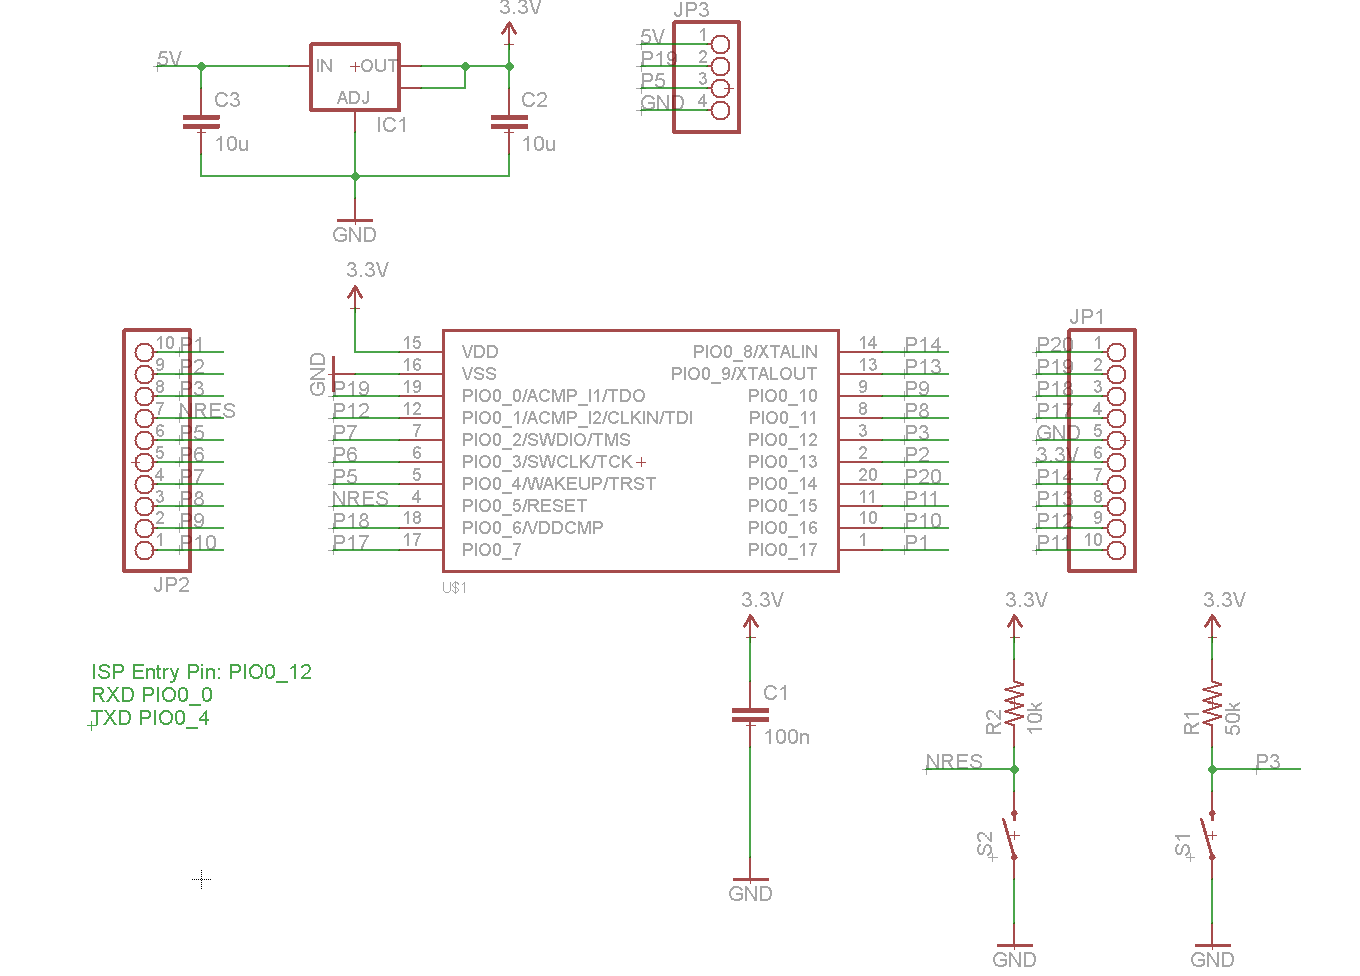 3.3V
JP3
5V IN +OUT
5V 1
P19 2
P5 3
GND 4
C3 ADJ C2
10u IC1 10u
GND
3.3V
JP1
10 P1
9 P2
8 P3
7 NRES
6 P5
5 P6
4 P7
3 P8
2 P9
1 P10
JP2
GND
15 VDD
16 VSS
P19 19 PIO0_0/ACMP_I1/TDO
P12 12 PIO0_1/ACMP_I2/CLKIN/TDI
P7 7 PIO0_2/SWDIO/TMS
P6 6 PIO0_3/SWCLK/TCK
P5 5 PIO0_4/WAKEUP/TRST
NRES 4 PIO0_5/RESET
P18 18 PIO0_6/VDDCMP
P17 17 PIO0_7
PIO0_8/XTALIN 14 P14
PIO0_9/XTALOUT 13 P13
PIO0_10 9 P9
PIO0_11 8 P8
PIO0_12 3 P3
PIO0_13 2 P2
PIO0_14 20 P20
PIO0_15 11 P11
PIO0_16 10 P10
PIO0_17 1 P1
U$1
P20 1
P19 2
P18 3
P17 4
GND 5
3.3V 6
P14 7
P13 8
P12 9
P11 10
ISP Entry Pin: PIO0_12
RXD PIO0_0
TXD PIO0_4
3.3V
C1
100n
GND
3.3V
R2
10k
NRES
S2
GND
3.3V
R1
50k
P3
S1
GND